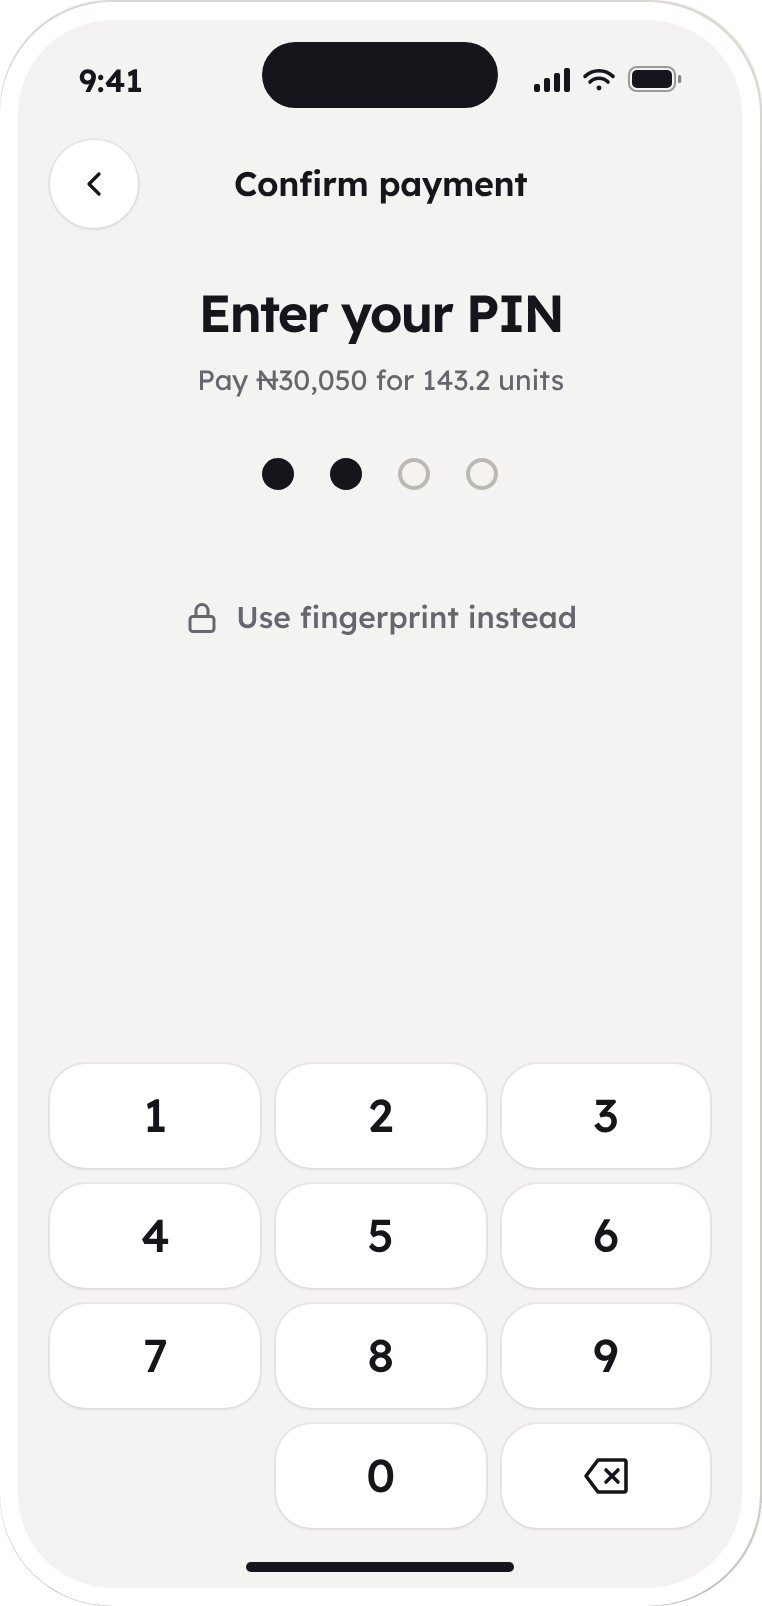 9:41
Confirm payment
Enter your PIN
Pay ₦30,050 for 143.2 units
Use fingerprint instead
1 2 3
4 5 6
7 8 9
0